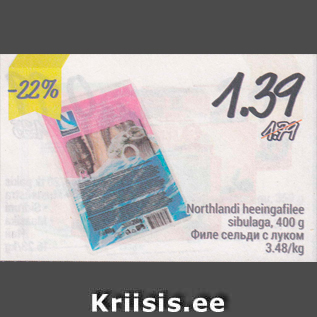 -22%
1.39
1.79
Northlandi heeingafilee
sibulaga, 400 g
Филе сельди с луком
3.48/kg
Kriisis.ee